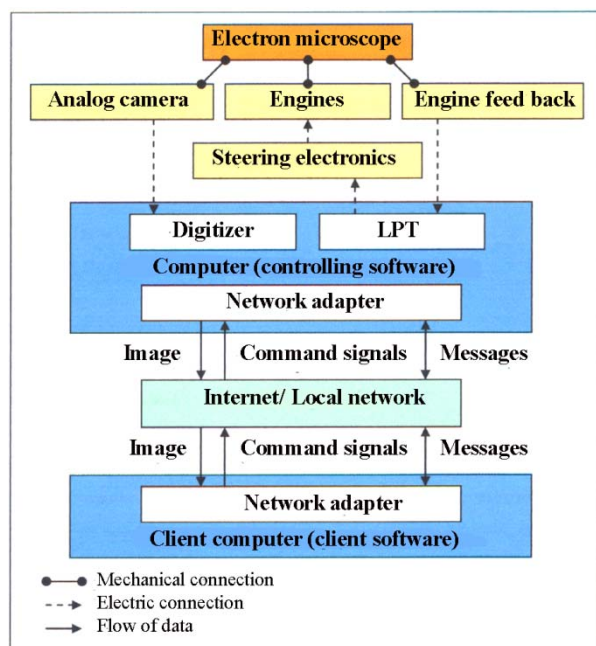 Electron microscope
Analog camera
Engines
Engine feed back
Steering electronics
Digitizer
LPT
Computer (controlling software)
Network adapter
Image
Command signals
Messages
Internet/ Local network
Image
Command signals
Messages
Network adapter
Client computer (client software)
Mechanical connection
Electric connection
Flow of data